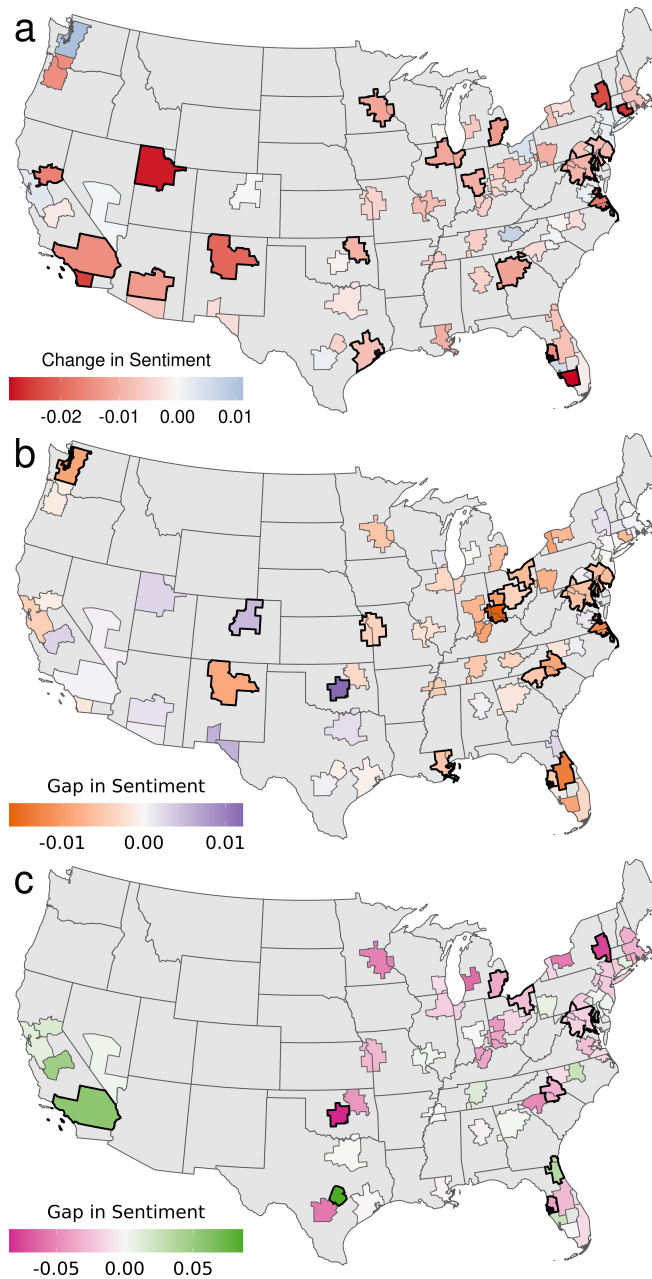 a
Change in Sentiment
-0.02 -0.01 0.00 0.01
b
Gap in Sentiment
-0.01 0.00 0.01
c
Gap in Sentiment
-0.05 0.00 0.05